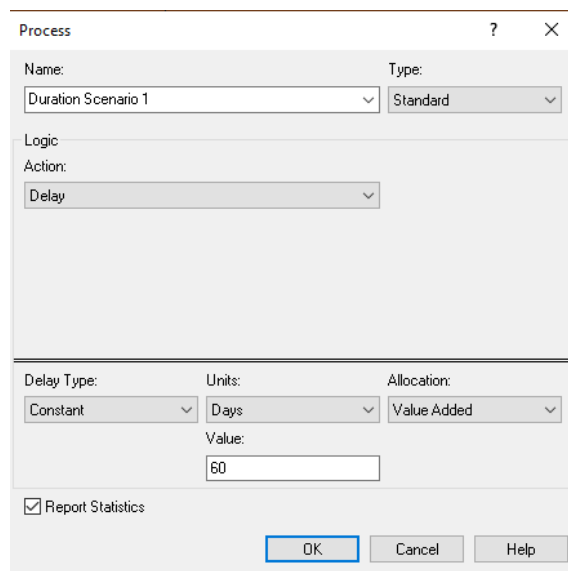 Process ?
Name: Type:
Duration Scenario 1 Standard
Logic
Action:
Delay
Delay Type: Units: Allocation:
Constant Days Value Added
Value:
60
Report Statistics
OK Cancel Help